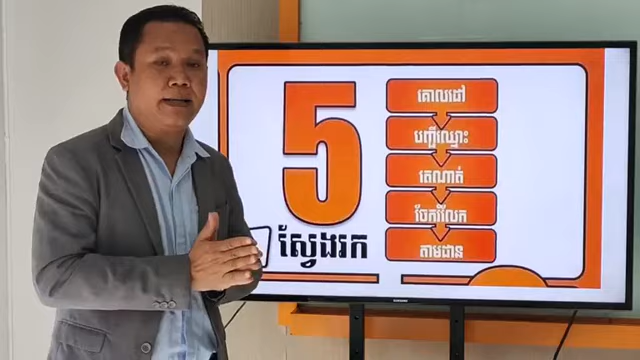 5
ស្វែងរក
គោលដៅ
បញ្ជីឈ្មោះ
តេណាត់
ចែករំលែក
តាមដាន